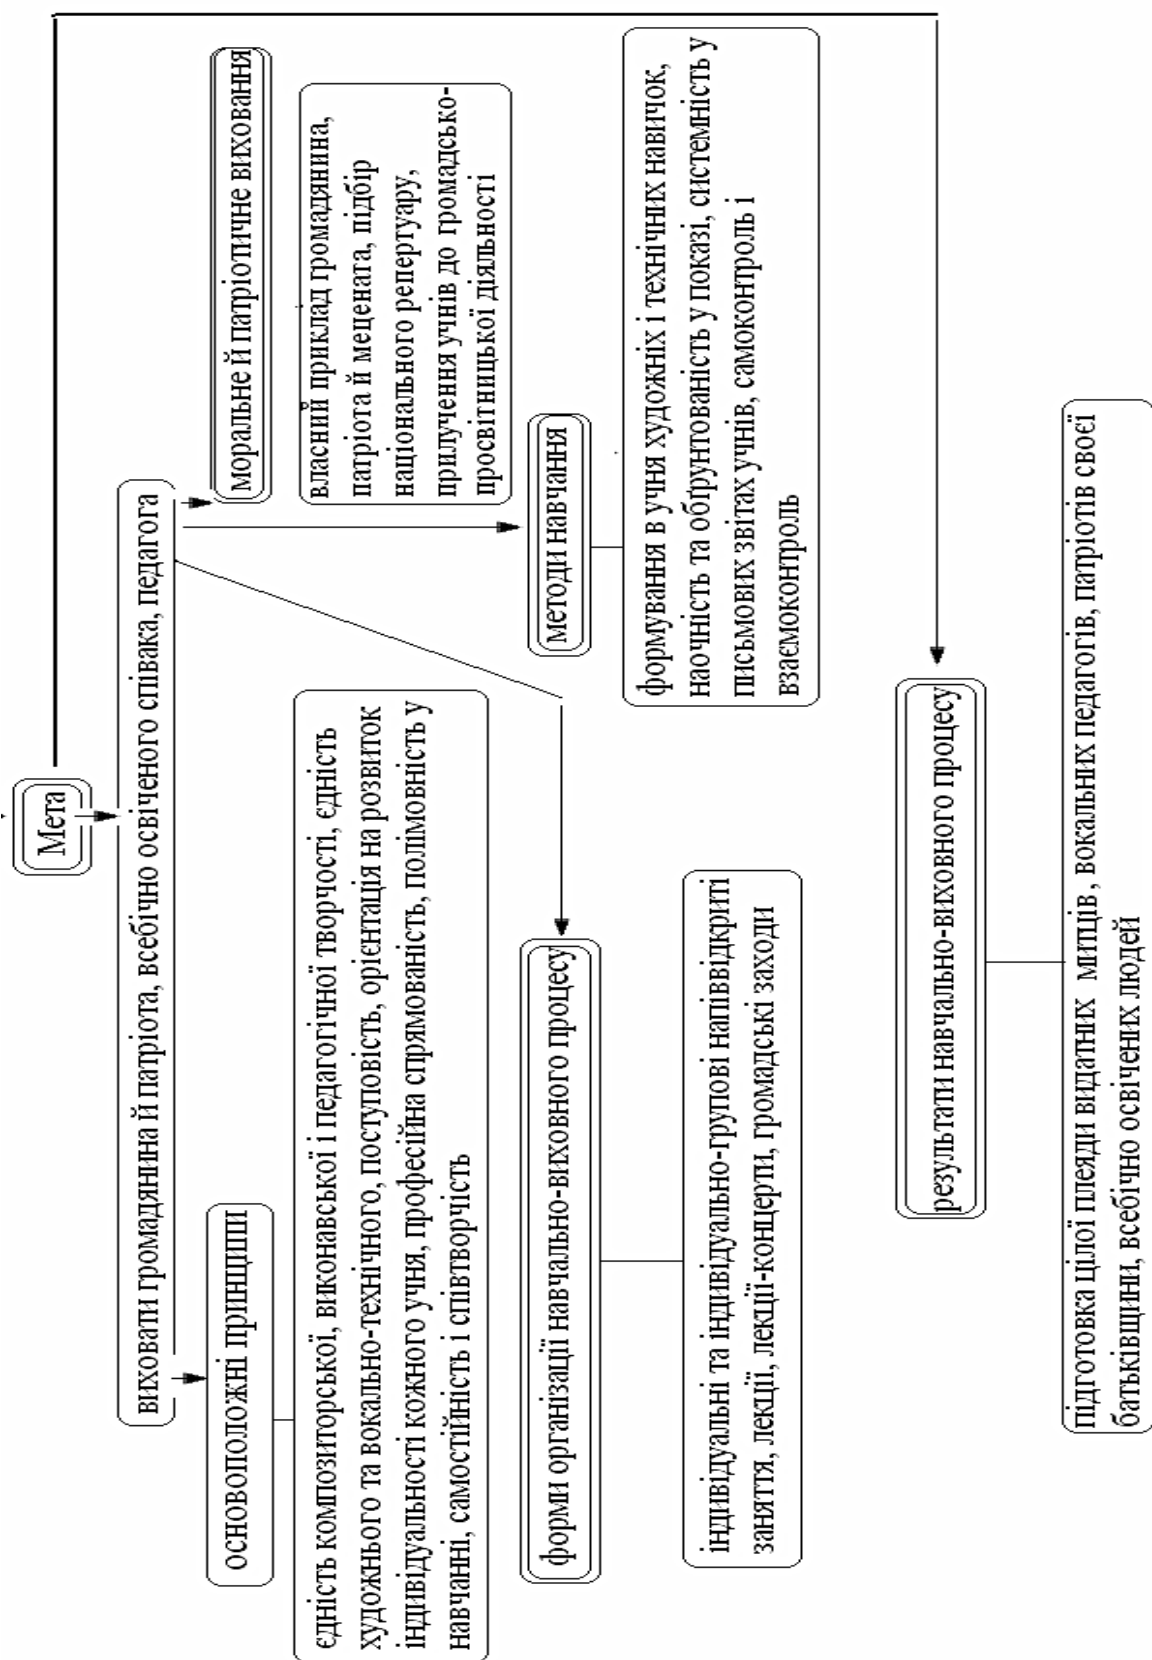 Мета
виховати громадянина й патріота, всебічно освіченого співака, педагога
основоположні принципи
єдність композиторської, виконавської і педагогічної творчості, єдність
художнього та вокально-технічного, поступовість, орієнтація на розвиток
індивідуальності кожного учня, професійна спрямованість, полімовність у
навчанні, самостійність і співтворчість
моральне й патріотичне виховання
власний приклад громадянина,
патріота й мецената, підбір
національного репертуару,
прилучення учнів до громадсько-
просвітницької діяльності
форми організації навчально-виховного процесу
індивідуальні та індивідуально-групові напіввідкриті
заняття, лекції, лекції-концерти, громадські заходи
методи навчання
формування в учня художніх і технічних навичок,
наочність та обґрунтованість у показі, системність у
письмових звітах учнів, самоконтроль і
взаємоконтроль
результати навчально-виховного процесу
підготовка цілої плеяди видатних митців, вокальних педагогів, патріотів своєї
батьківщини, всебічно освічених людей